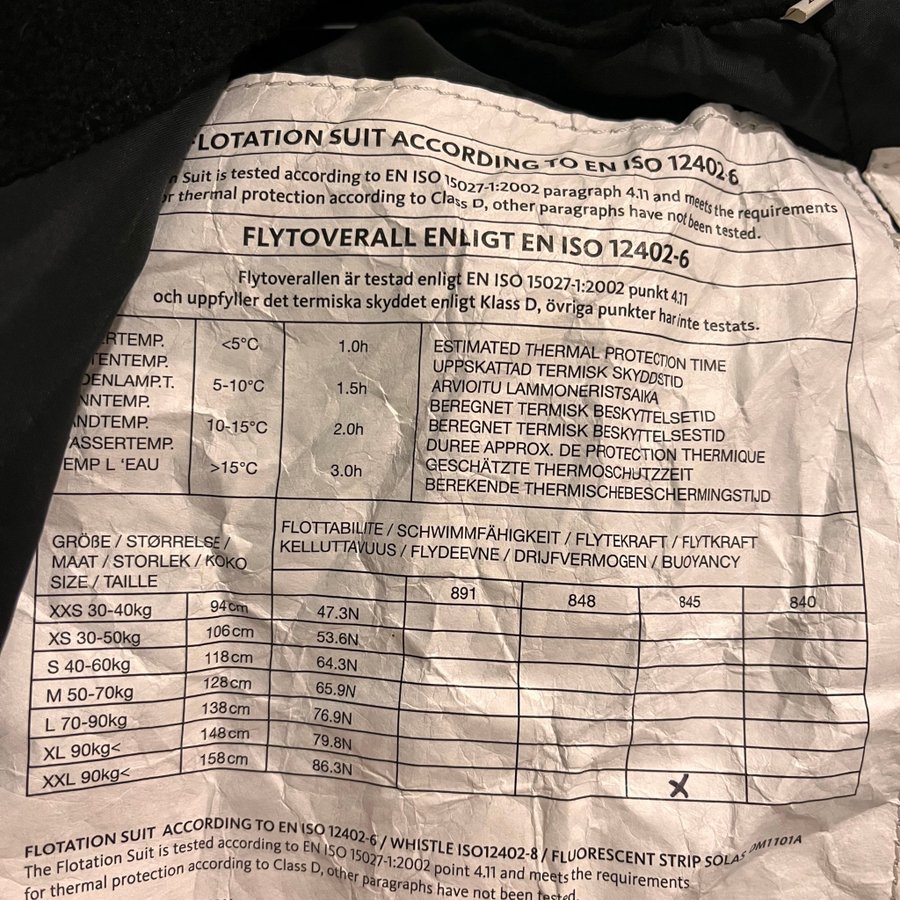 LOTATION SUIT ACCORDING TO EN ISO 12402-6
n Suit is tested according to EN ISO 15027-1:2002 paragraph 4.11 and meets the requirements
or thermal protection according to Class D, other paragraphs have not been tested.
FLYTOVERALL ENLIGT EN ISO 12402-6
Flytoverallen är testad enligt EN ISO 15027-1:2002 punkt 4.11
och uppfyller det termiska skyddet enligt Klass D, övriga punkter har inte testats.
ERTEMP. <5°C 1.0h ESTIMATED THERMAL PROTECTION TIME
TENTEMP. UPPSKATTAD TERMISK SKYDDSTID
DENLAMP.T. 5-10°C 1.5h ARVIOITU LAMMONERISTSAIKA
NNTEMP. BEREGNET TERMISK BESKYTTELSETID
ANDTEMP. 10-15°C 2.0h BEREGNET TERMISK BESKYTTELSESTID
ASSERTEMP. DUREE APPROX. DE PROTECTION THERMIQUE
EMP L 'EAU >15°C 3.0h GESCHÄTZTE THERMOSCHUTZZEIT
BEREKENDE THERMISCHEBESCHERMINGSTIJD
GRÖßE / STØRRELSE /
MAAT / STORLEK / KOKO
SIZE / TAILLE
FLOTTABILITE / SCHWIMMFÄHIGKEIT / FLYTEKRAFT / FLYTKRAFT
KELLUTTAVUUS / FLYDEEVNE / DRIJFVERMOGEN / BUOYANCY
891 848 845 840
XXS 30-40kg 94cm 47.3N
XS 30-50kg 106cm 53.6N
S 40-60kg 118cm 64.3N
M 50-70kg 128cm 65.9N
L 70-90kg 138cm 76.9N
XL 90kg< 148cm 79.8N
XXL 90kg< 158cm 86.3N X
FLOTATION SUIT ACCORDING TO EN ISO 12402-6 / WHISTLE ISO12402-8 / FLUORESCENT STRIP SOLAS DM1101A
The Flotation Suit is tested according to EN ISO 15027-1:2002 point 4.11 and meets the requirements
for thermal protection according to Class D, other paragraphs have not been tested.